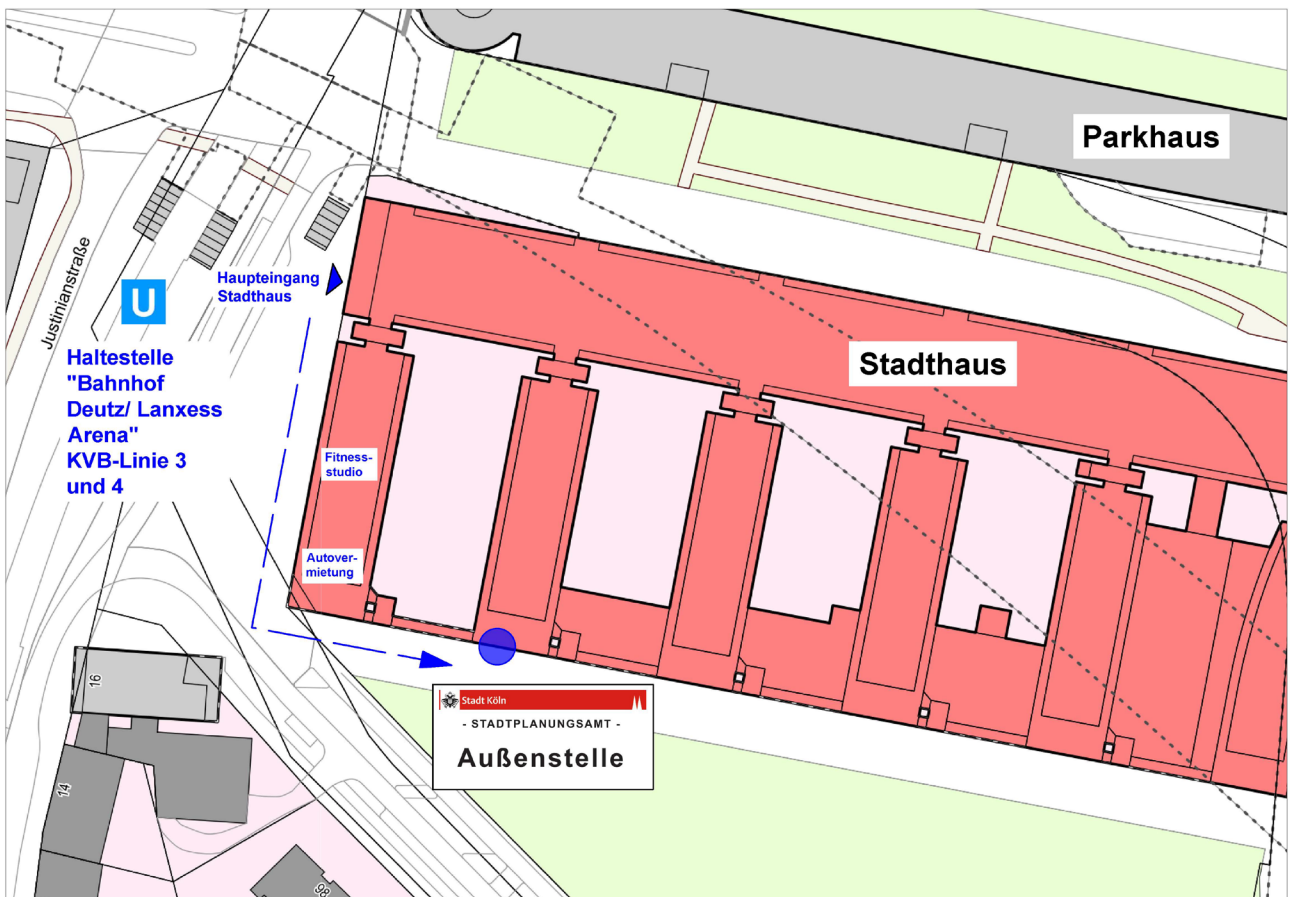 Parkhaus
Justinianstraße
Haupteingang
Stadthaus
U
Haltestelle
"Bahnhof
Deutz/ Lanxess
Arena"
KVB-Linie 3
und 4
Stadthaus
Fitness-
studio
Autover-
mietung
Stadt Köln
- STADTPLANUNGSAMT -
Außenstelle
16
14
98